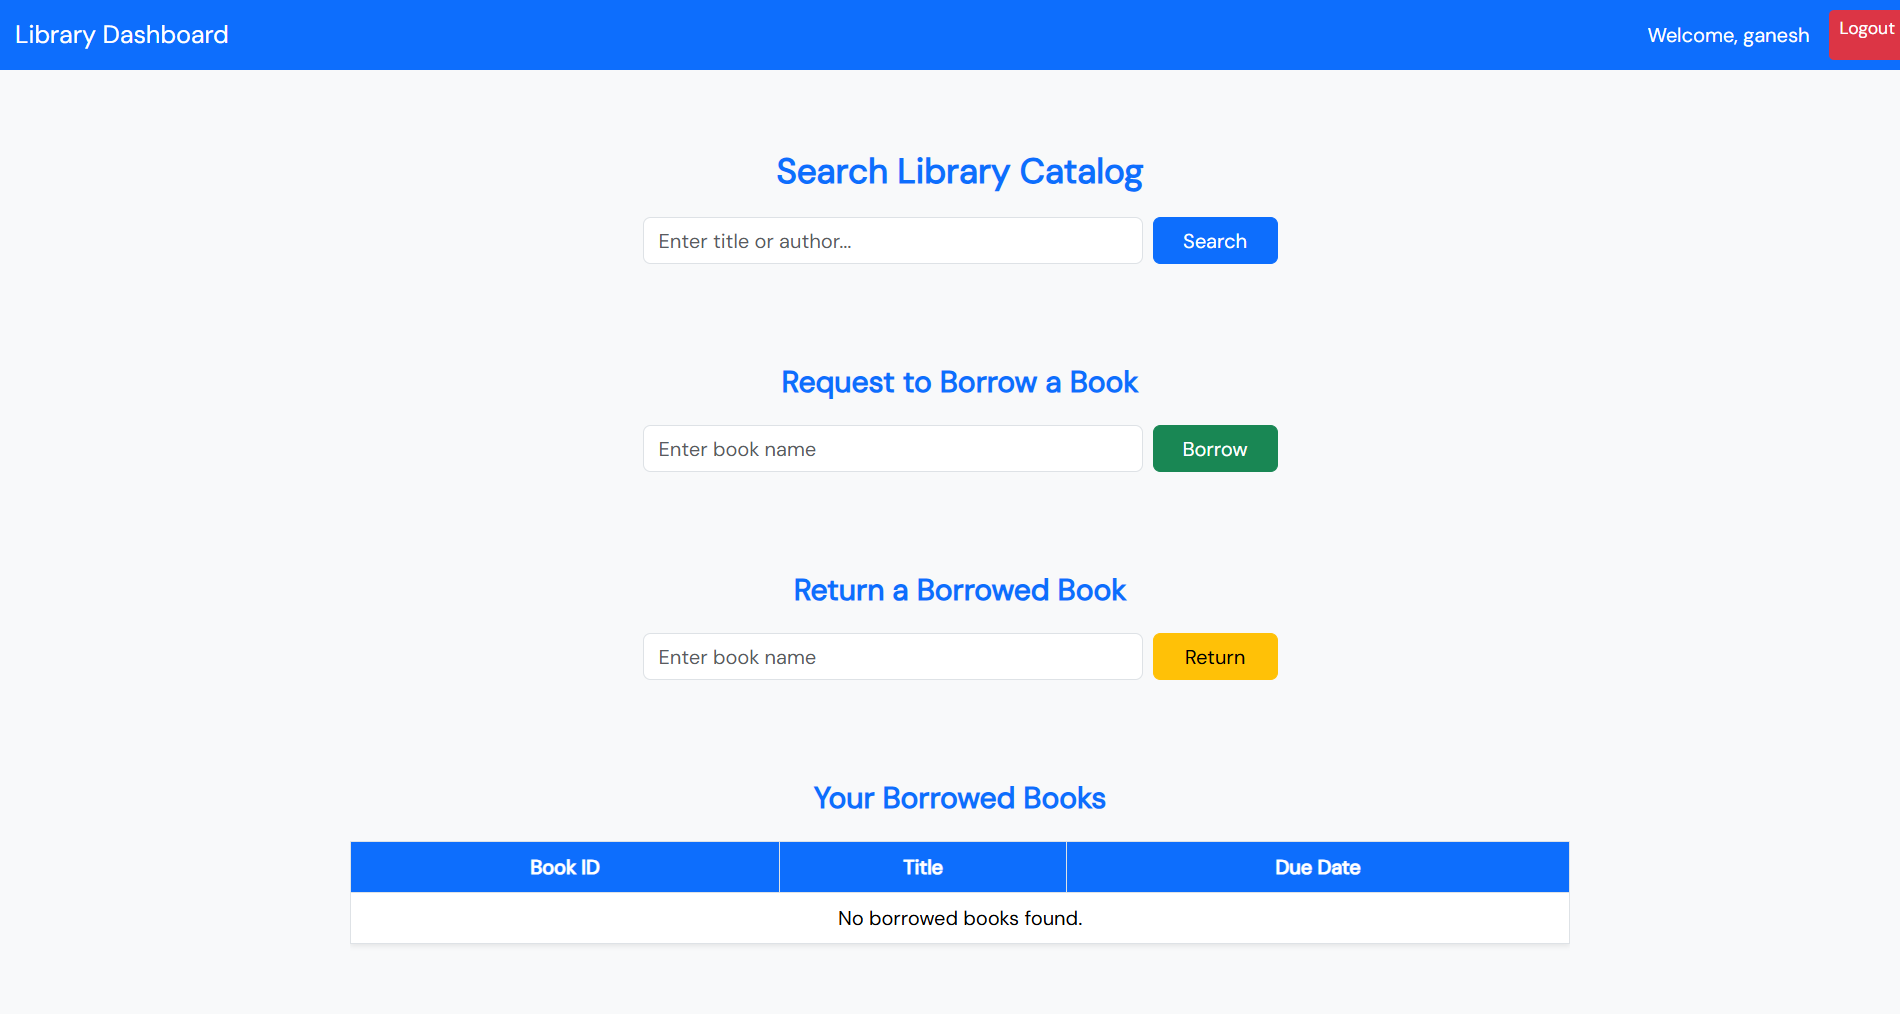 Library Dashboard
Welcome, ganesh
Logout
Search Library Catalog
Enter title or author...
Search
Request to Borrow a Book
Enter book name
Borrow
Return a Borrowed Book
Enter book name
Return
Your Borrowed Books
Book ID Title Due Date
No borrowed books found.